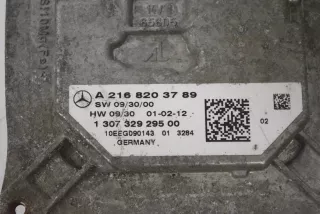 A 216 820 37 89
SW 09/30/00
HW 09/30 01-02-12
1 307 329 295 00
10EEG090143 01 3284
GERMANY
02